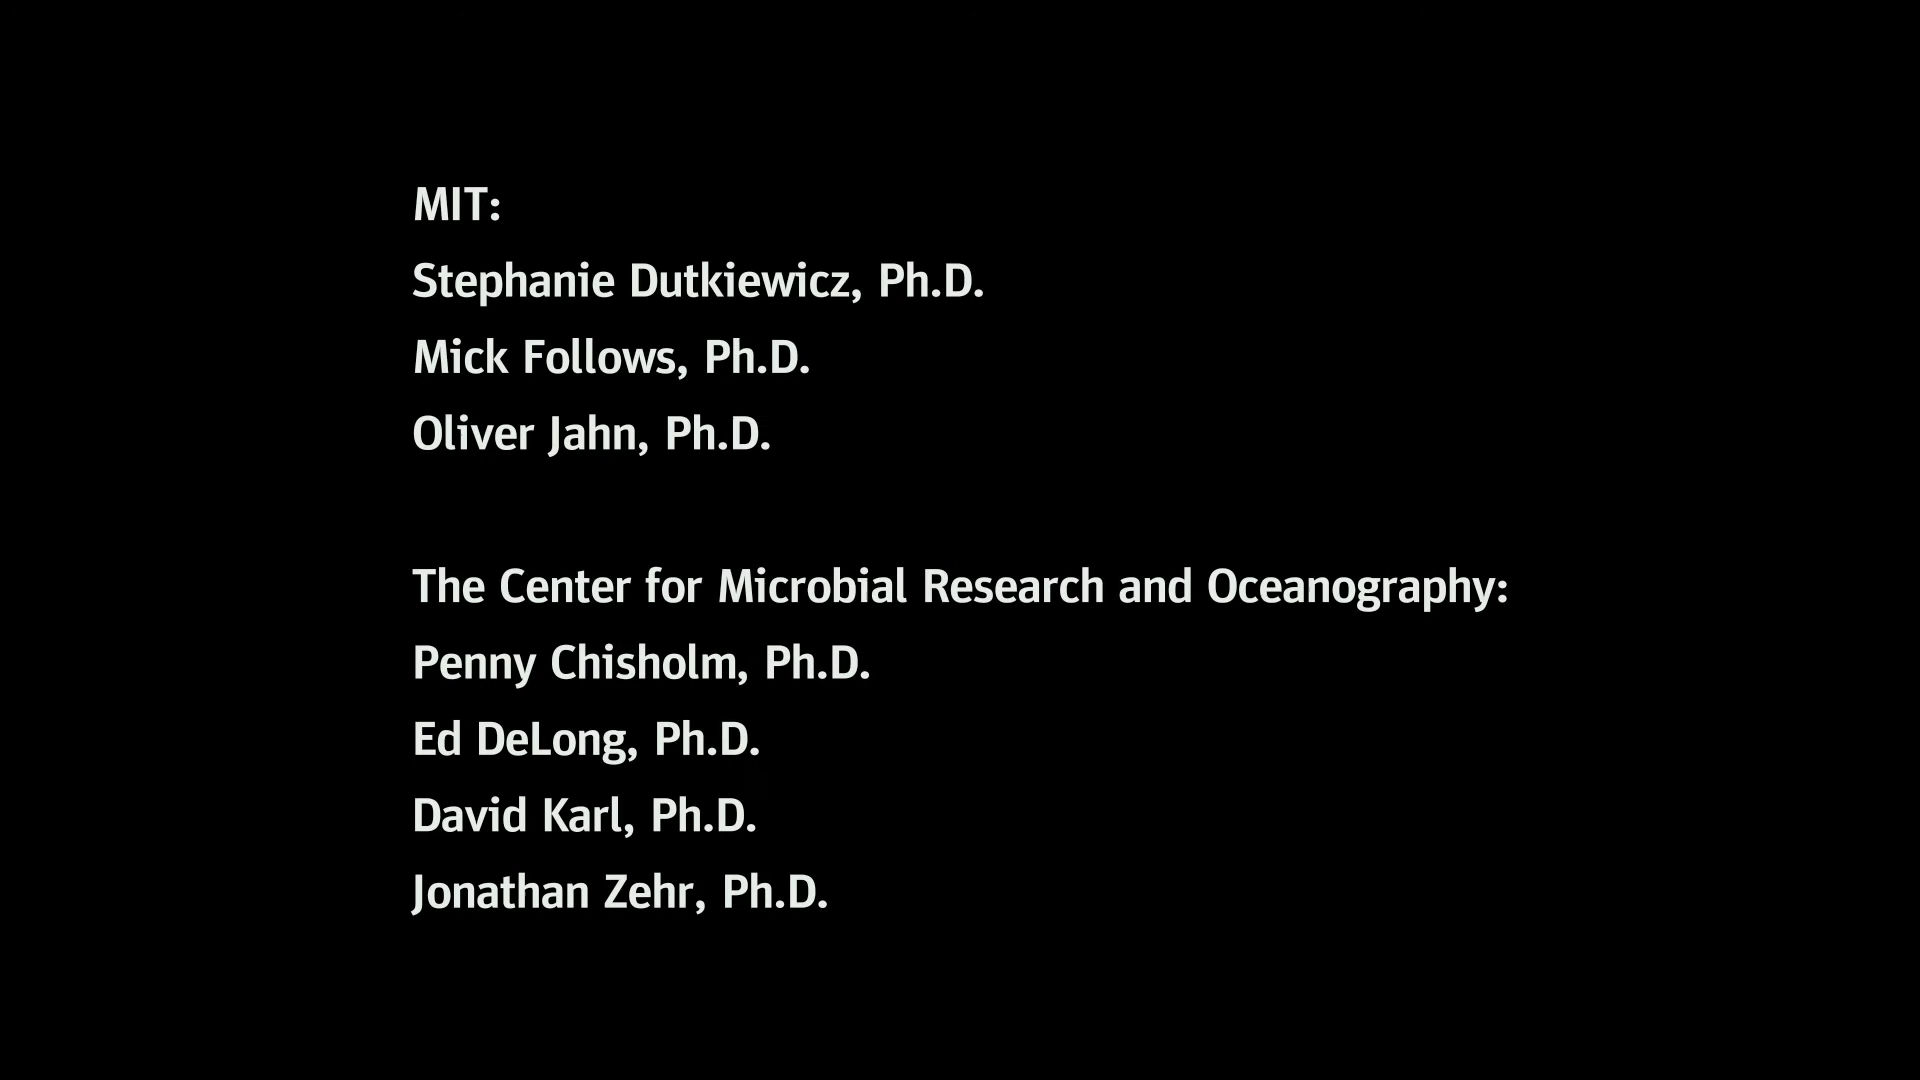 MIT:
Stephanie Dutkiewicz, Ph.D.
Mick Follows, Ph.D.
Oliver Jahn, Ph.D.
The Center for Microbial Research and Oceanography:
Penny Chisholm, Ph.D.
Ed DeLong, Ph.D.
David Karl, Ph.D.
Jonathan Zehr, Ph.D.